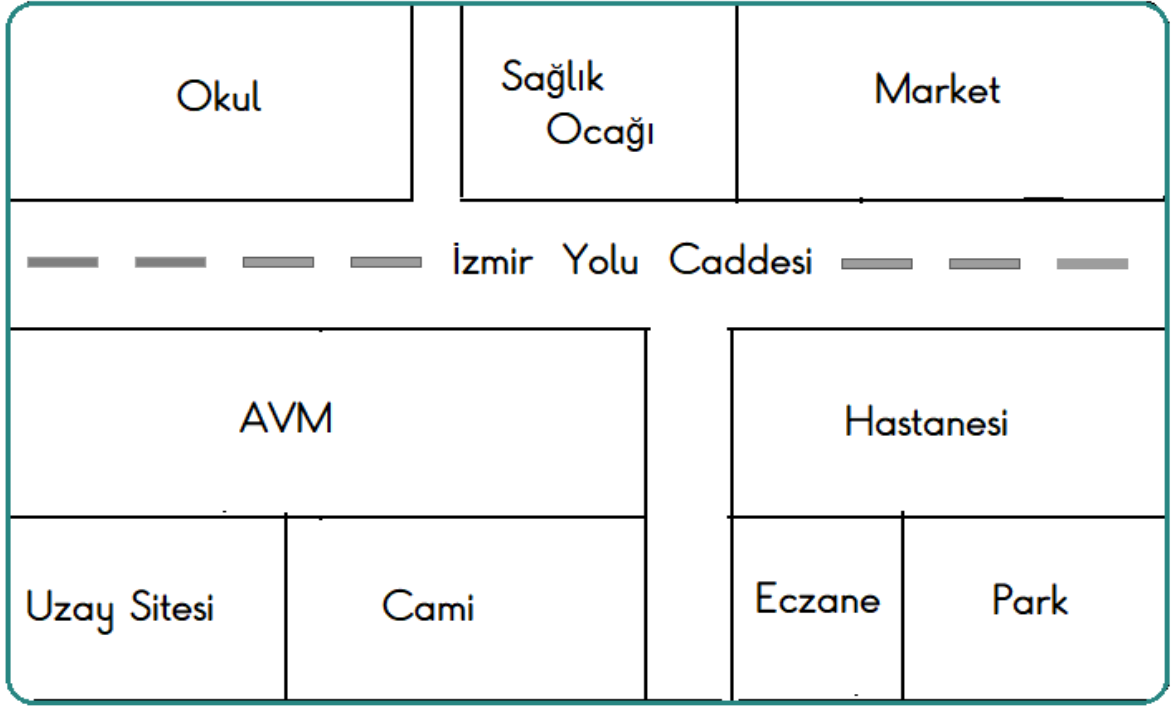 Okul
Sağlık
Ocağı
Market
İzmir Yolu Caddesi
AVM
Hastanesi
Uzay Sitesi
Cami
Eczane
Park